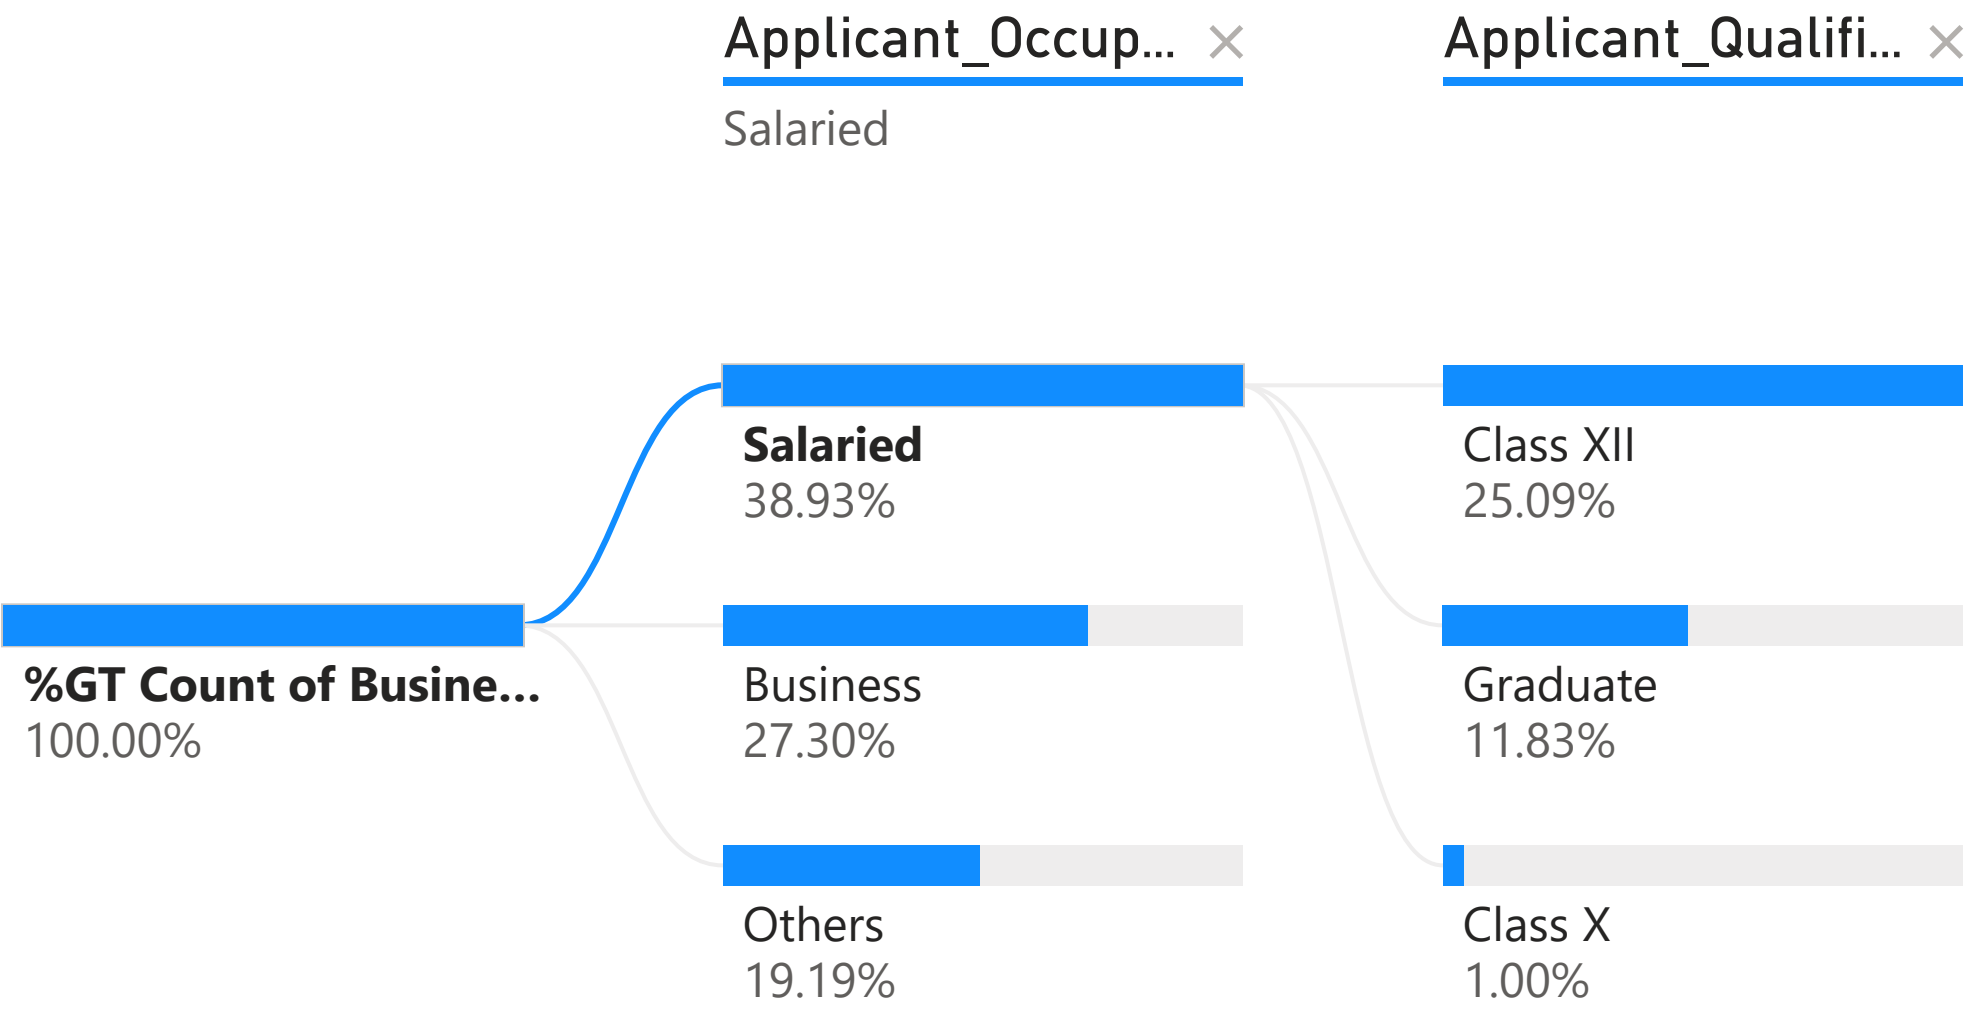 Applicant_Occup... ×
Applicant_Qualifi... ×
Salaried
Salaried
38.93%
Class XII
25.09%
%GT Count of Busine...
100.00%
Business
27.30%
Graduate
11.83%
Others
19.19%
Class X
1.00%